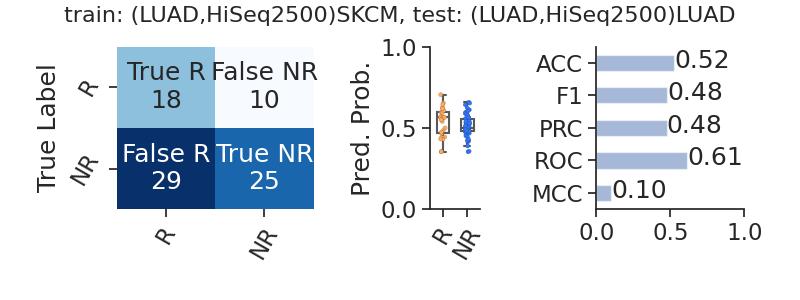 train: (LUAD,HiSeq2500)SKCM, test: (LUAD,HiSeq2500)LUAD
True Label
R
NR
True R
18
False NR
10
False R
29
True NR
25
R
NR
Pred. Prob.
1.0
0.5
0.0
R
NR
ACC
0.52
F1
0.48
PRC
0.48
ROC
0.61
MCC
0.10
0.0
0.5
1.0